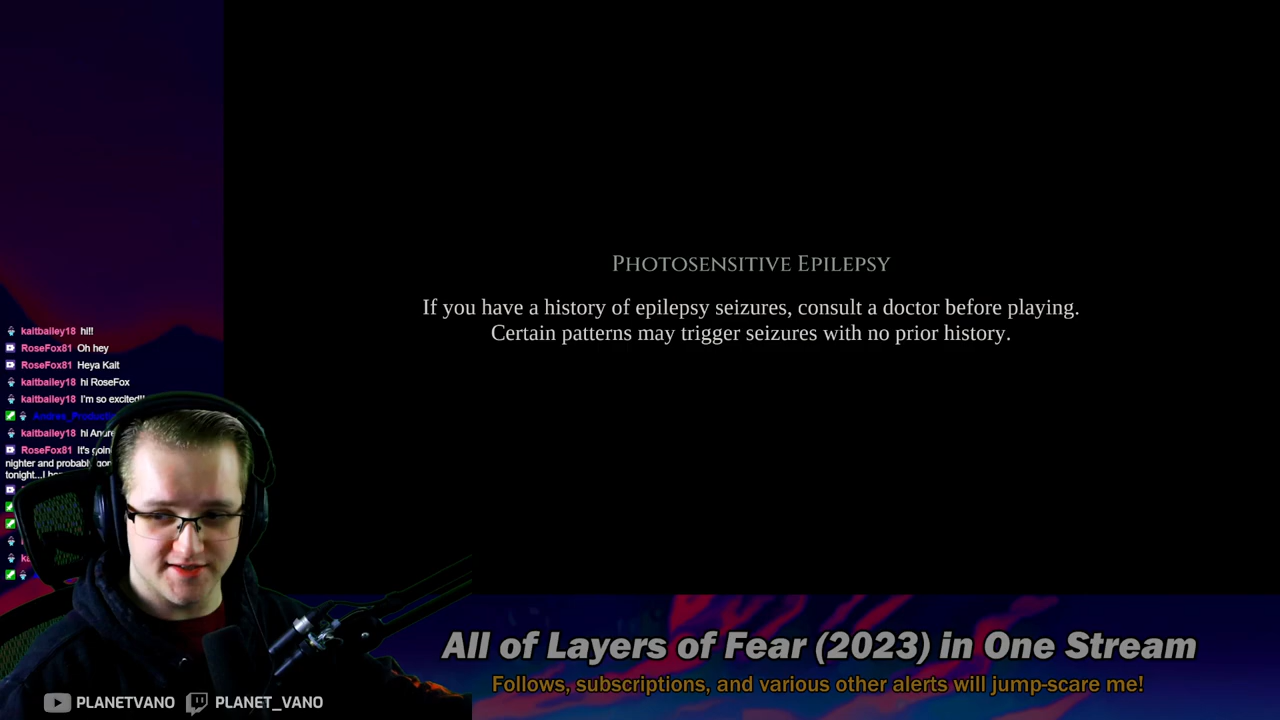 PHOTOSENSITIVE EPILEPSY
If you have a history of epilepsy seizures, consult a doctor before playing.
Certain patterns may trigger seizures with no prior history.
kaitbailey18 hi!!
RoseFox81 Oh hey
RoseFox81 Heya Kait
kaitbailey18 hi RoseFox
kaitbailey18 I'm so excited!!
kaitbailey18 hi
RoseFox81 It's
nighter and
tonight...I
All of Layers of Fear (2023) in One Stream
Follows, subscriptions, and various other alerts will jump-scare me!
PLANETVANO PLANET_VANO